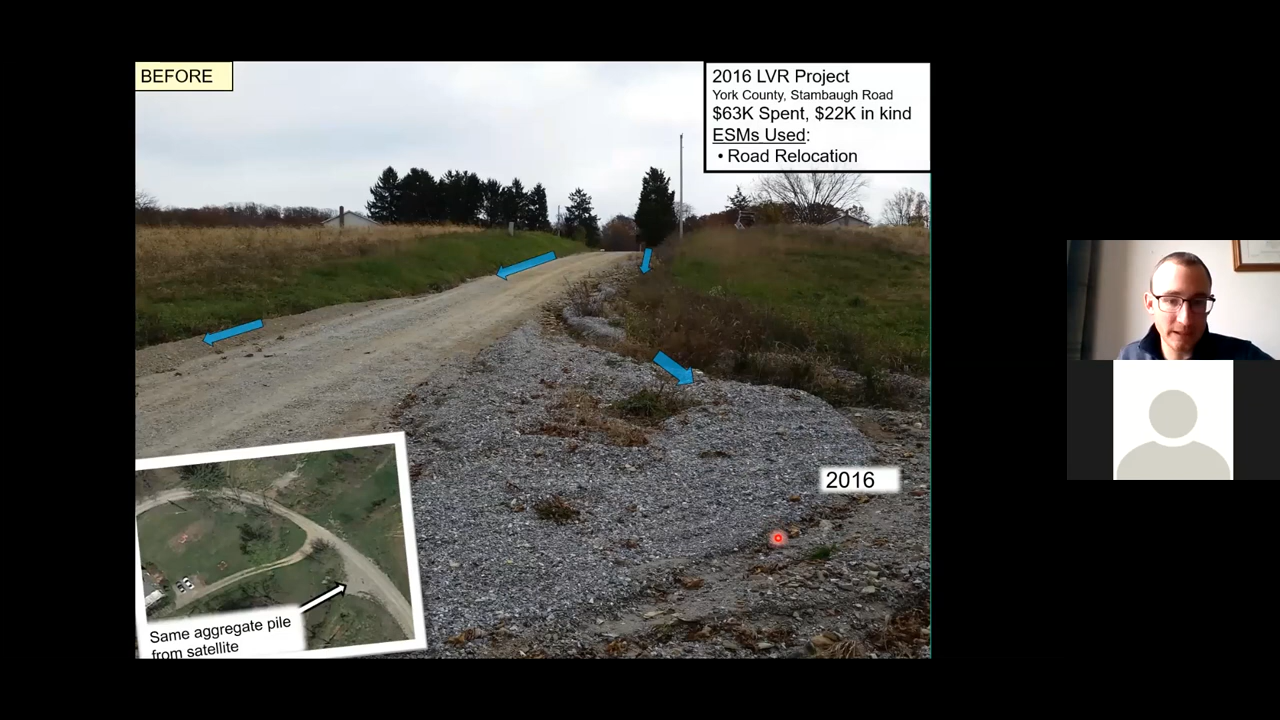 BEFORE
2016 LVR Project
York County, Stambaugh Road
$63K Spent, $22K in kind
ESMs Used:
• Road Relocation
2016
Same aggregate pile
from satellite